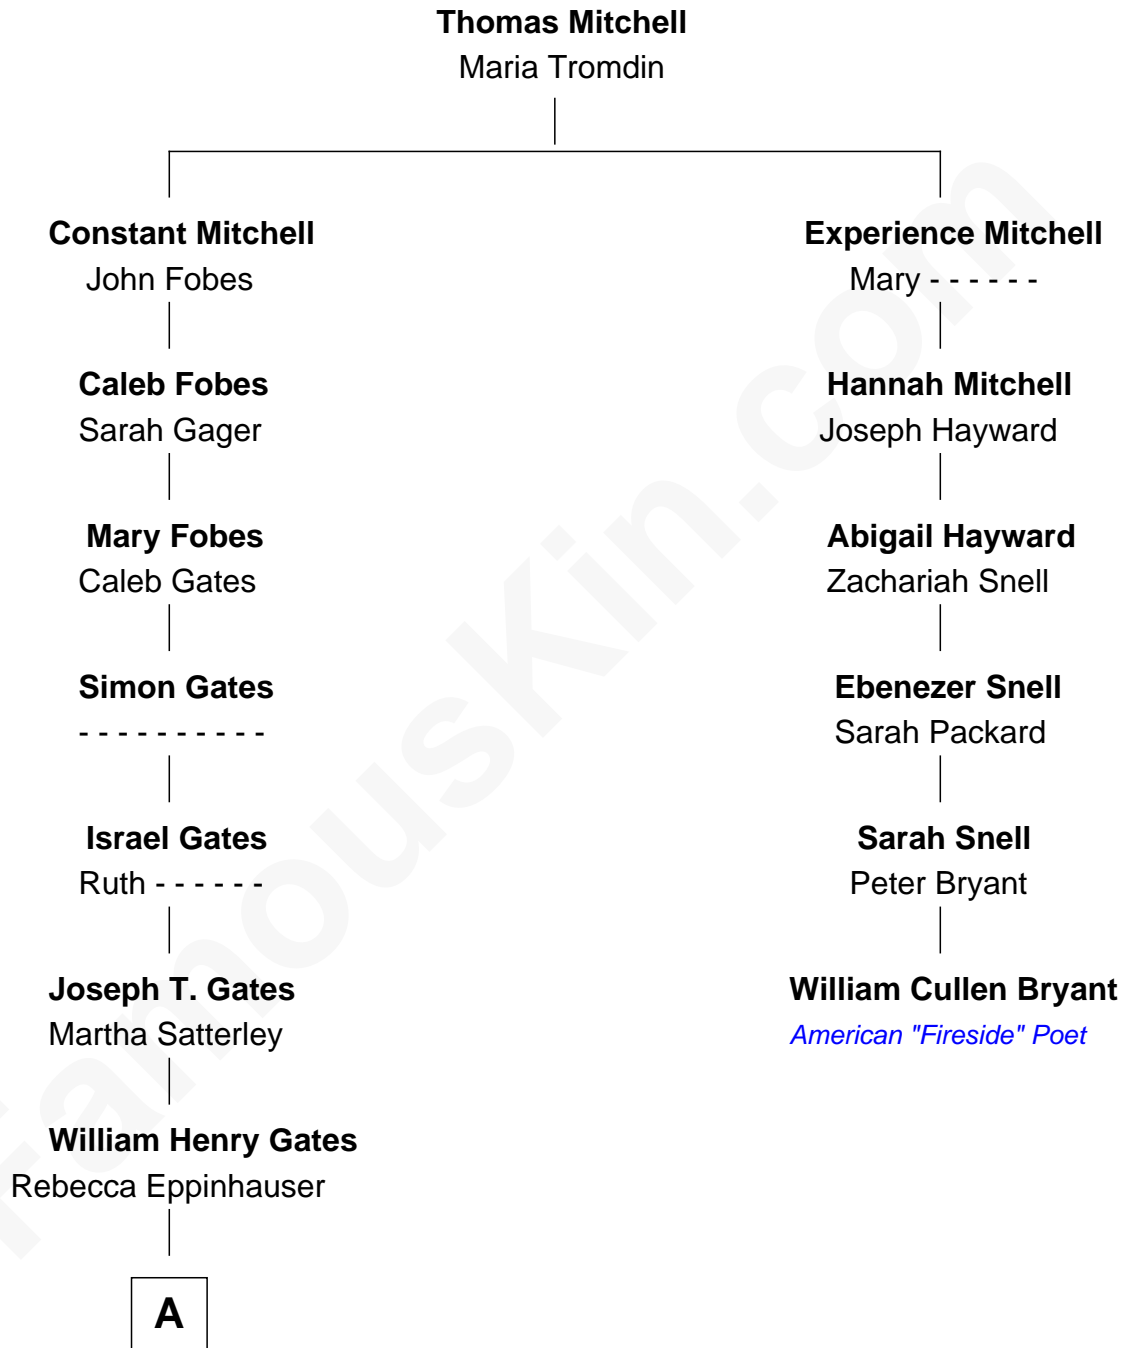 Thomas Mitchell
Maria Tromdin
Constant Mitchell
John Fobes
Experience Mitchell
Mary - - - - - -
Caleb Fobes
Sarah Gager
Hannah Mitchell
Joseph Hayward
Mary Fobes
Caleb Gates
Abigail Hayward
Zachariah Snell
Simon Gates
- - - - - - - - - -
Ebenezer Snell
Sarah Packard
Israel Gates
Ruth - - - - - -
Sarah Snell
Peter Bryant
Joseph T. Gates
Martha Satterley
William Cullen Bryant
American "Fireside" Poet
William Henry Gates
Rebecca Eppinhauser
A
FamousKin.com